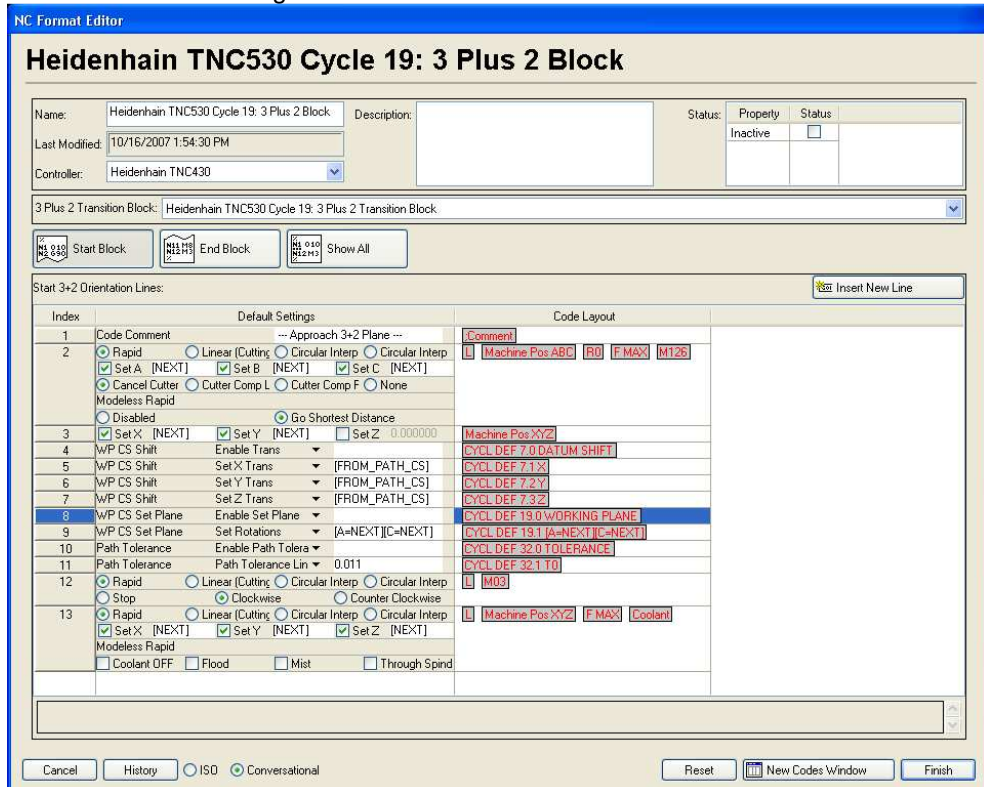 NC Format Editor
Heidenhain TNC530 Cycle 19: 3 Plus 2 Block
Name: Heidenhain TNC530 Cycle 19: 3 Plus 2 Block Description: Status: Property Status
Inactive
Last Modified: 10/16/2007 1:54:30 PM
Controller: Heidenhain TNC430
3 Plus 2 Transition Block: Heidenhain TNC530 Cycle 19: 3 Plus 2 Transition Block
Start Block End Block Show All
Start 3+2 Orientation Lines: Insert New Line
Index Default Settings Code Layout
1 Code Comment --- Approach 3+2 Plane --- ;Comment
2 Rapid Linear (Cutting Circular Interp Circular Interp L Machine Pos ABC R0 F MAX M126
Set A [NEXT] Set B [NEXT] Set C [NEXT]
Cancel Cutter Cutter Comp L Cutter Comp F None
Modeless Rapid
Disabled Go Shortest Distance
3 Set X [NEXT] Set Y [NEXT] Set Z 0.000000 Machine Pos XYZ
4 WP CS Shift Enable Trans CYCL DEF 7.0 DATUM SHIFT
5 WP CS Shift Set X Trans [FROM_PATH_CS] CYCL DEF 7.1 X
6 WP CS Shift Set Y Trans [FROM_PATH_CS] CYCL DEF 7.2 Y
7 WP CS Shift Set Z Trans [FROM_PATH_CS] CYCL DEF 7.3 Z
8 WP CS Set Plane Enable Set Plane CYCL DEF 19.0 WORKING PLANE
9 WP CS Set Plane Set Rotations [A=NEXT][C=NEXT] CYCL DEF 19.1 [A=NEXT][C=NEXT]
10 Path Tolerance Enable Path Tolera CYCL DEF 32.0 TOLERANCE
11 Path Tolerance Path Tolerance Lin 0.011 CYCL DEF 32.1 T0
12 Rapid Linear (Cutting Circular Interp Circular Interp L M03
Stop Clockwise Counter Clockwise
13 Rapid Linear (Cutting Circular Interp Circular Interp L Machine Pos XYZ F MAX Coolant
Set X [NEXT] Set Y [NEXT] Set Z [NEXT]
Modeless Rapid
Coolant OFF Flood Mist Through Spind
Cancel History ISO Conversational Reset New Codes Window Finish